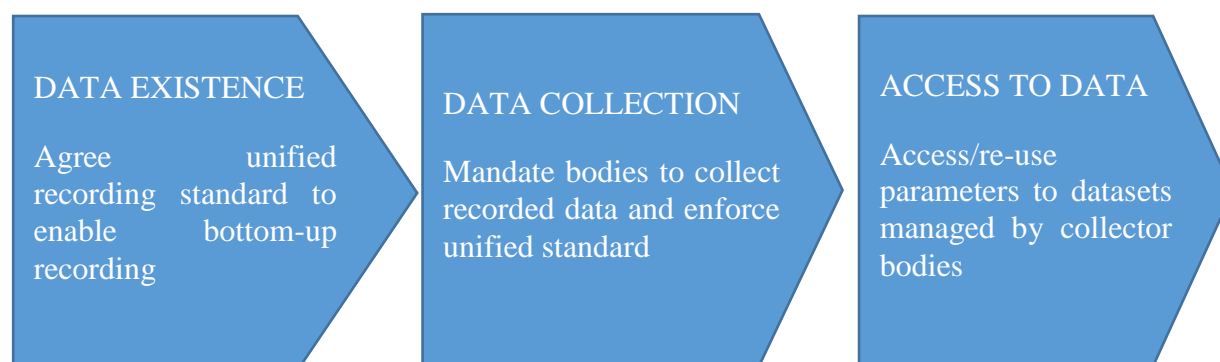 DATA EXISTENCE
Agree unified
recording standard to
enable bottom-up
recording
DATA COLLECTION
Mandate bodies to collect
recorded data and enforce
unified standard
ACCESS TO DATA
Access/re-use
parameters to datasets
managed by collector
bodies